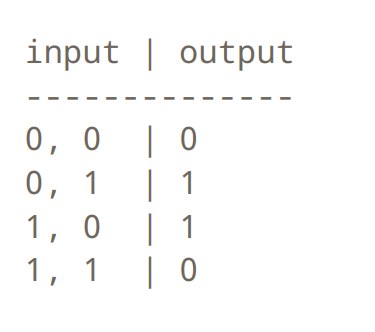 input | output
--------------
0, 0  | 0
0, 1  | 1
1, 0  | 1
1, 1  | 0